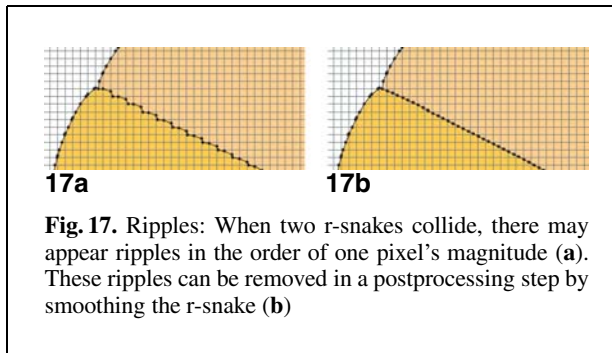 17a
17b
Fig. 17. Ripples: When two r-snakes collide, there may
appear ripples in the order of one pixel's magnitude (a).
These ripples can be removed in a postprocessing step by
smoothing the r-snake (b)